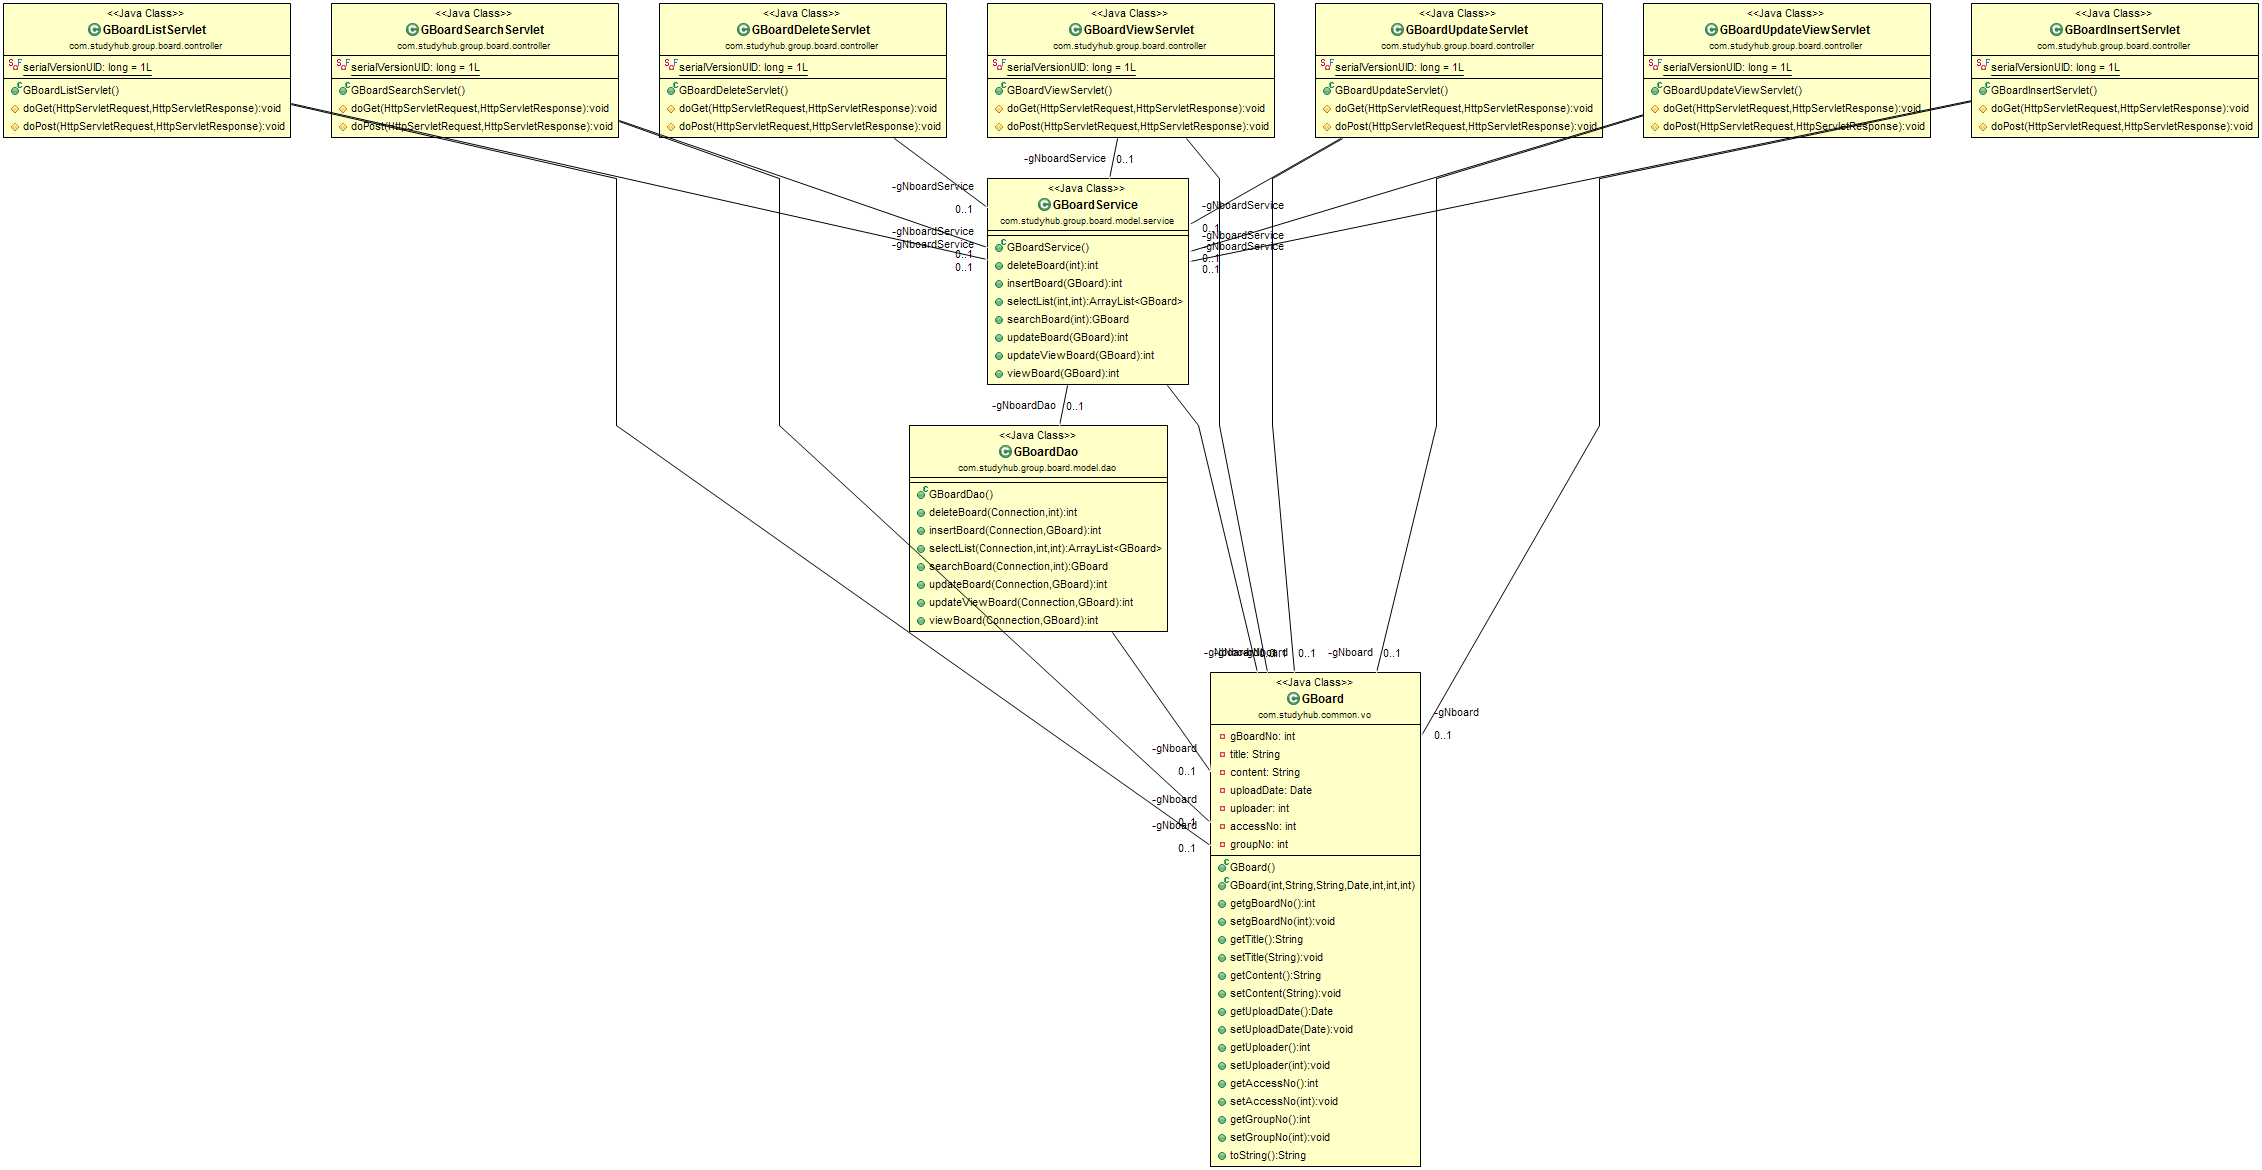 <<Java Class>>
GBoardListServlet
com.studyhub.group.board.controller
serialVersionUID: long = 1L
GBoardListServlet()
doGet(HttpServletRequest,HttpServletResponse):void
doPost(HttpServletRequest,HttpServletResponse):void
<<Java Class>>
GBoardSearchServlet
com.studyhub.group.board.controller
serialVersionUID: long = 1L
GBoardSearchServlet()
doGet(HttpServletRequest,HttpServletResponse):void
doPost(HttpServletRequest,HttpServletResponse):void
<<Java Class>>
GBoardDeleteServlet
com.studyhub.group.board.controller
serialVersionUID: long = 1L
GBoardDeleteServlet()
doGet(HttpServletRequest,HttpServletResponse):void
doPost(HttpServletRequest,HttpServletResponse):void
<<Java Class>>
GBoardViewServlet
com.studyhub.group.board.controller
serialVersionUID: long = 1L
GBoardViewServlet()
doGet(HttpServletRequest,HttpServletResponse):void
doPost(HttpServletRequest,HttpServletResponse):void
<<Java Class>>
GBoardUpdateServlet
com.studyhub.group.board.controller
serialVersionUID: long = 1L
GBoardUpdateServlet()
doGet(HttpServletRequest,HttpServletResponse):void
doPost(HttpServletRequest,HttpServletResponse):void
<<Java Class>>
GBoardUpdateViewServlet
com.studyhub.group.board.controller
serialVersionUID: long = 1L
GBoardUpdateViewServlet()
doGet(HttpServletRequest,HttpServletResponse):void
doPost(HttpServletRequest,HttpServletResponse):void
<<Java Class>>
GBoardInsertServlet
com.studyhub.group.board.controller
serialVersionUID: long = 1L
GBoardInsertServlet()
doGet(HttpServletRequest,HttpServletResponse):void
doPost(HttpServletRequest,HttpServletResponse):void
-gNboardService 0..1
-gNboardService
0..1
-gNboardService
-gNboardService
0..1
0..1
-gNboardService
0..1
-gNboardService
-gNboardService
0..1
0..1
<<Java Class>>
GBoardService
com.studyhub.group.board.model.service
GBoardService()
deleteBoard(int):int
insertBoard(GBoard):int
selectList(int,int):ArrayList<GBoard>
searchBoard(int):GBoard
updateBoard(GBoard):int
updateViewBoard(GBoard):int
viewBoard(GBoard):int
-gNboardDao 0..1
<<Java Class>>
GBoardDao
com.studyhub.group.board.model.dao
GBoardDao()
deleteBoard(Connection,int):int
insertBoard(Connection,GBoard):int
selectList(Connection,int,int):ArrayList<GBoard>
searchBoard(Connection,int):GBoard
updateBoard(Connection,GBoard):int
updateViewBoard(Connection,GBoard):int
viewBoard(Connection,GBoard):int
0..1
-gNboard 0..1
-gNboard
0..1
-gNboard
0..1
-gNboard
0..1
-gNboard
0..1
<<Java Class>>
GBoard
com.studyhub.common.vo
gBoardNo: int
title: String
content: String
uploadDate: Date
uploader: int
accessNo: int
groupNo: int
GBoard()
GBoard(int,String,String,Date,int,int,int)
getgBoardNo():int
setgBoardNo(int):void
getTitle():String
setTitle(String):void
getContent():String
setContent(String):void
getUploadDate():Date
setUploadDate(Date):void
getUploader():int
setUploader(int):void
getAccessNo():int
setAccessNo(int):void
getGroupNo():int
setGroupNo(int):void
toString():String